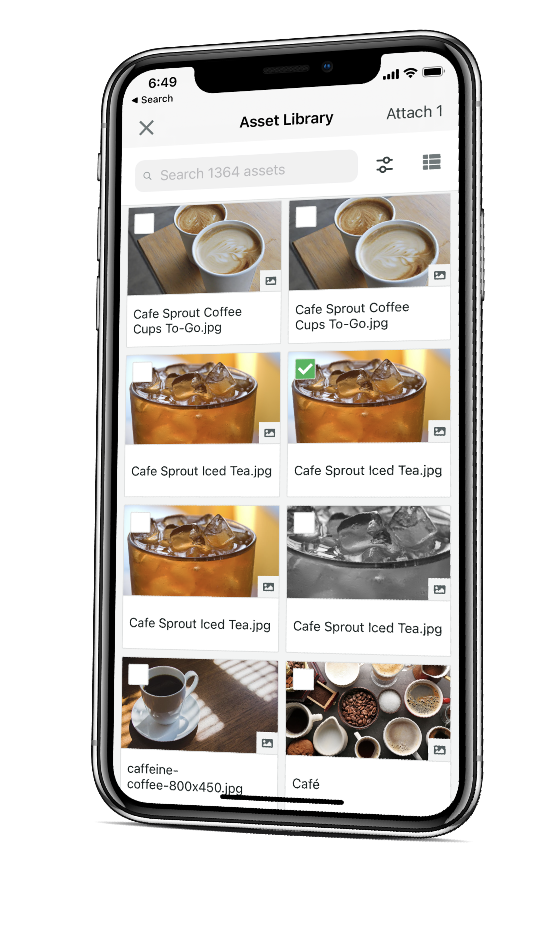 6:49
◀ Search
Asset Library
Attach 1
Search 1364 assets
Cafe Sprout Coffee
Cups To-Go.jpg
Cafe Sprout Coffee
Cups To-Go.jpg
Cafe Sprout Iced Tea.jpg
Cafe Sprout Iced Tea.jpg
Cafe Sprout Iced Tea.jpg
Cafe Sprout Iced Tea.jpg
caffeine-
coffee-800x450.jpg
Café